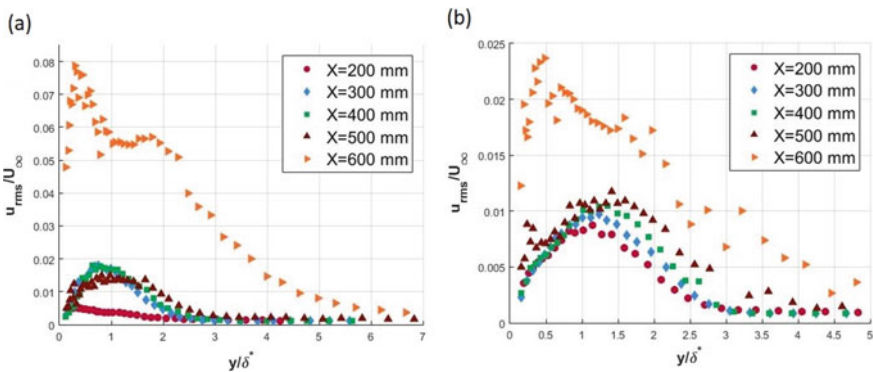 (a)
0.08
0.07
0.06
0.05
0.04
0.03
0.02
0.01
0
0 1 2 3 4 5 6 7
u_rms/U_∞
y/δ*
X=200 mm
X=300 mm
X=400 mm
X=500 mm
X=600 mm
(b)
0.025
0.02
0.015
0.01
0.005
0
0 0.5 1 1.5 2 2.5 3 3.5 4 4.5 5
u_rms/U_∞
y/δ*
X=200 mm
X=300 mm
X=400 mm
X=500 mm
X=600 mm